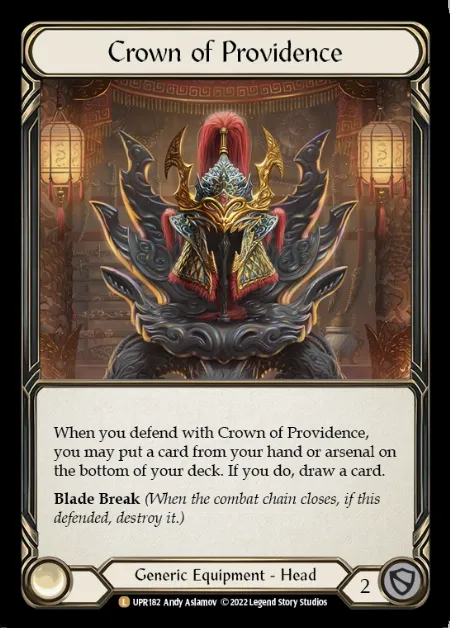 Crown of Providence
When you defend with Crown of Providence,
you may put a card from your hand or arsenal on
the bottom of your deck. If you do, draw a card.
Blade Break (When the combat chain closes, if this
defended, destroy it.)
Generic Equipment - Head
2
L UPR182 Andy Aslamov © 2022 Legend Story Studios